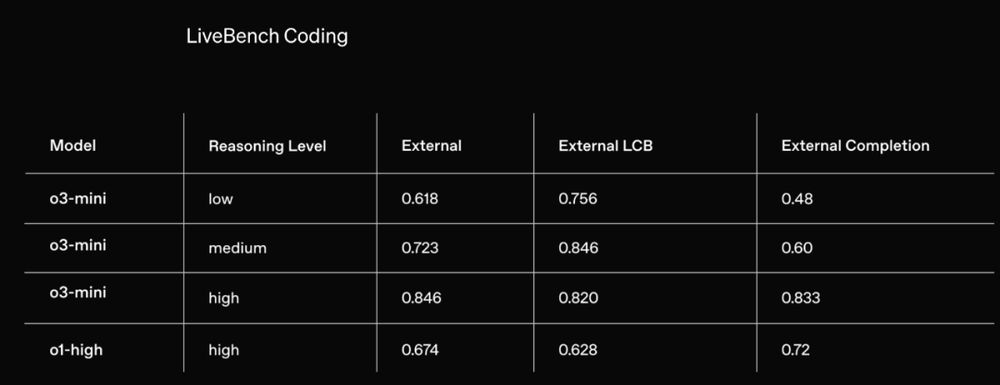 LiveBench Coding
Model Reasoning Level External External LCB External Completion
o3-mini low 0.618 0.756 0.48
o3-mini medium 0.723 0.846 0.60
o3-mini high 0.846 0.820 0.833
o1-high high 0.674 0.628 0.72